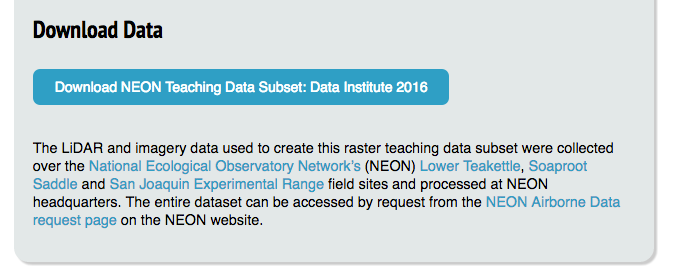 Download Data
Download NEON Teaching Data Subset: Data Institute 2016
The LiDAR and imagery data used to create this raster teaching data subset were collected
over the National Ecological Observatory Network's (NEON) Lower Teakettle, Soaproot
Saddle and San Joaquin Experimental Range field sites and processed at NEON
headquarters. The entire dataset can be accessed by request from the NEON Airborne Data
request page on the NEON website.